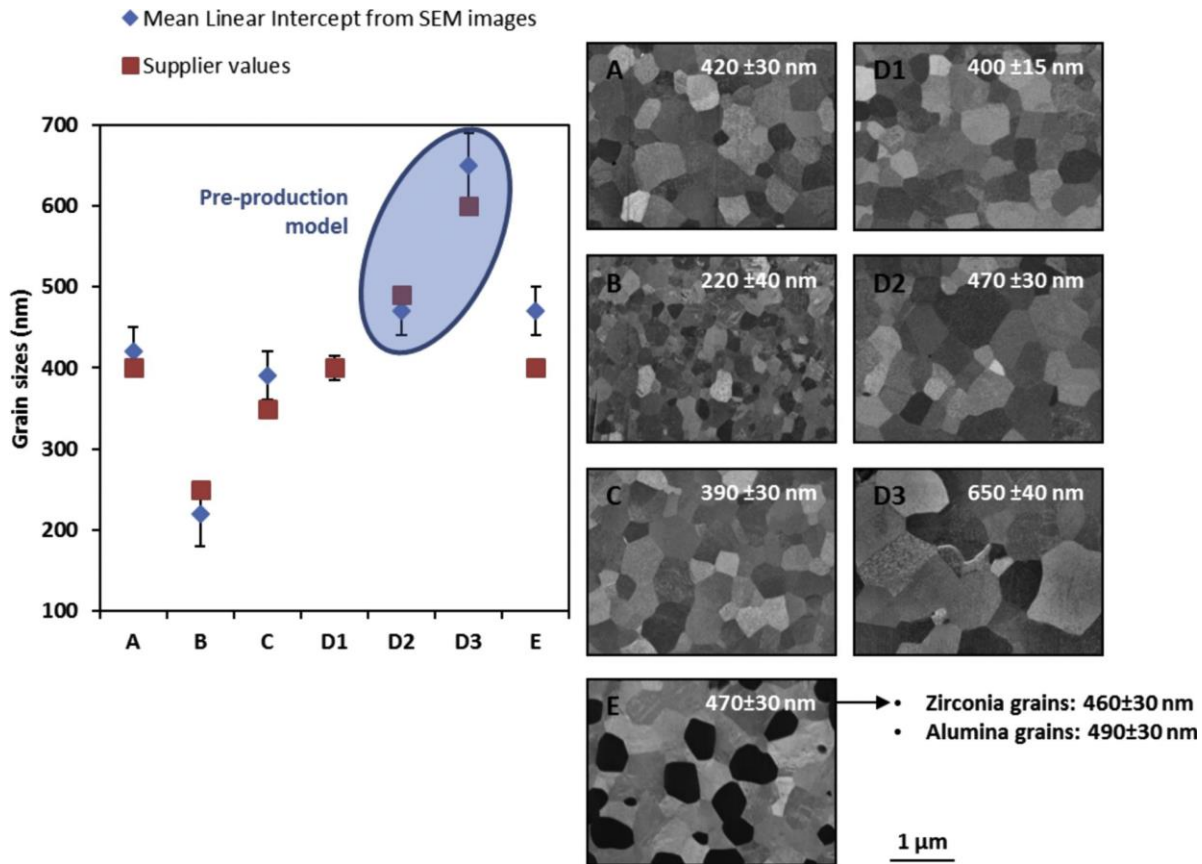 Mean Linear Intercept from SEM images
Supplier values
Grain sizes (nm)
700
600
500
400
300
200
100
Pre-production
model
A
B
C
D1
D2
D3
E
A
420 ±30 nm
D1
400 ±15 nm
B
220 ±40 nm
D2
470 ±30 nm
C
390 ±30 nm
D3
650 ±40 nm
E
470±30 nm
• Zirconia grains: 460±30 nm
• Alumina grains: 490±30 nm
1 µm